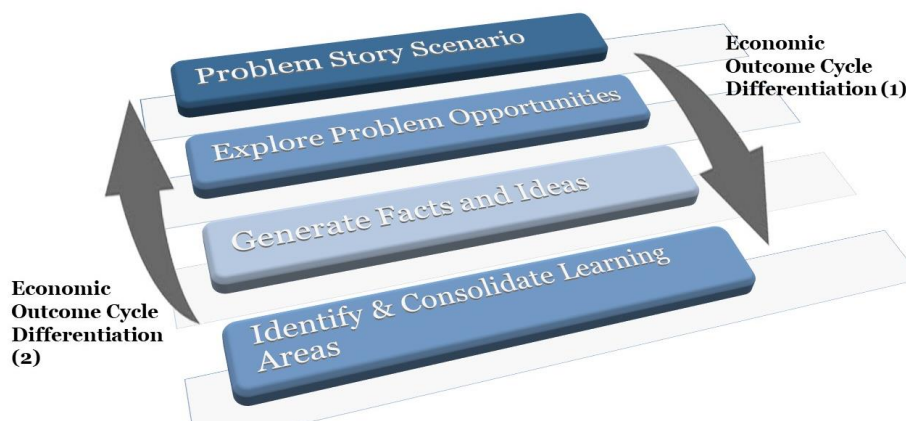 Problem Story Scenario
Economic
Outcome Cycle
Differentiation (1)
Explore Problem Opportunities
Generate Facts and Ideas
Economic
Outcome Cycle
Differentiation
(2)
Identify & Consolidate Learning
Areas